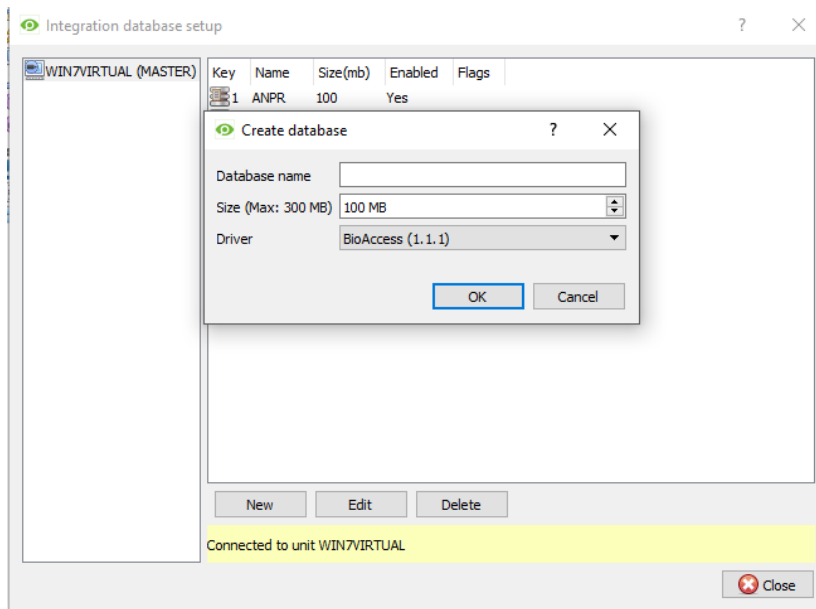 Integration database setup
?
WIN7VIRTUAL (MASTER)
Key Name Size(mb) Enabled Flags
1 ANPR 100 Yes
Create database
?
Database name
Size (Max: 300 MB) 100 MB
Driver BioAccess (1.1.1)
OK Cancel
New Edit Delete
Connected to unit WIN7VIRTUAL
Close